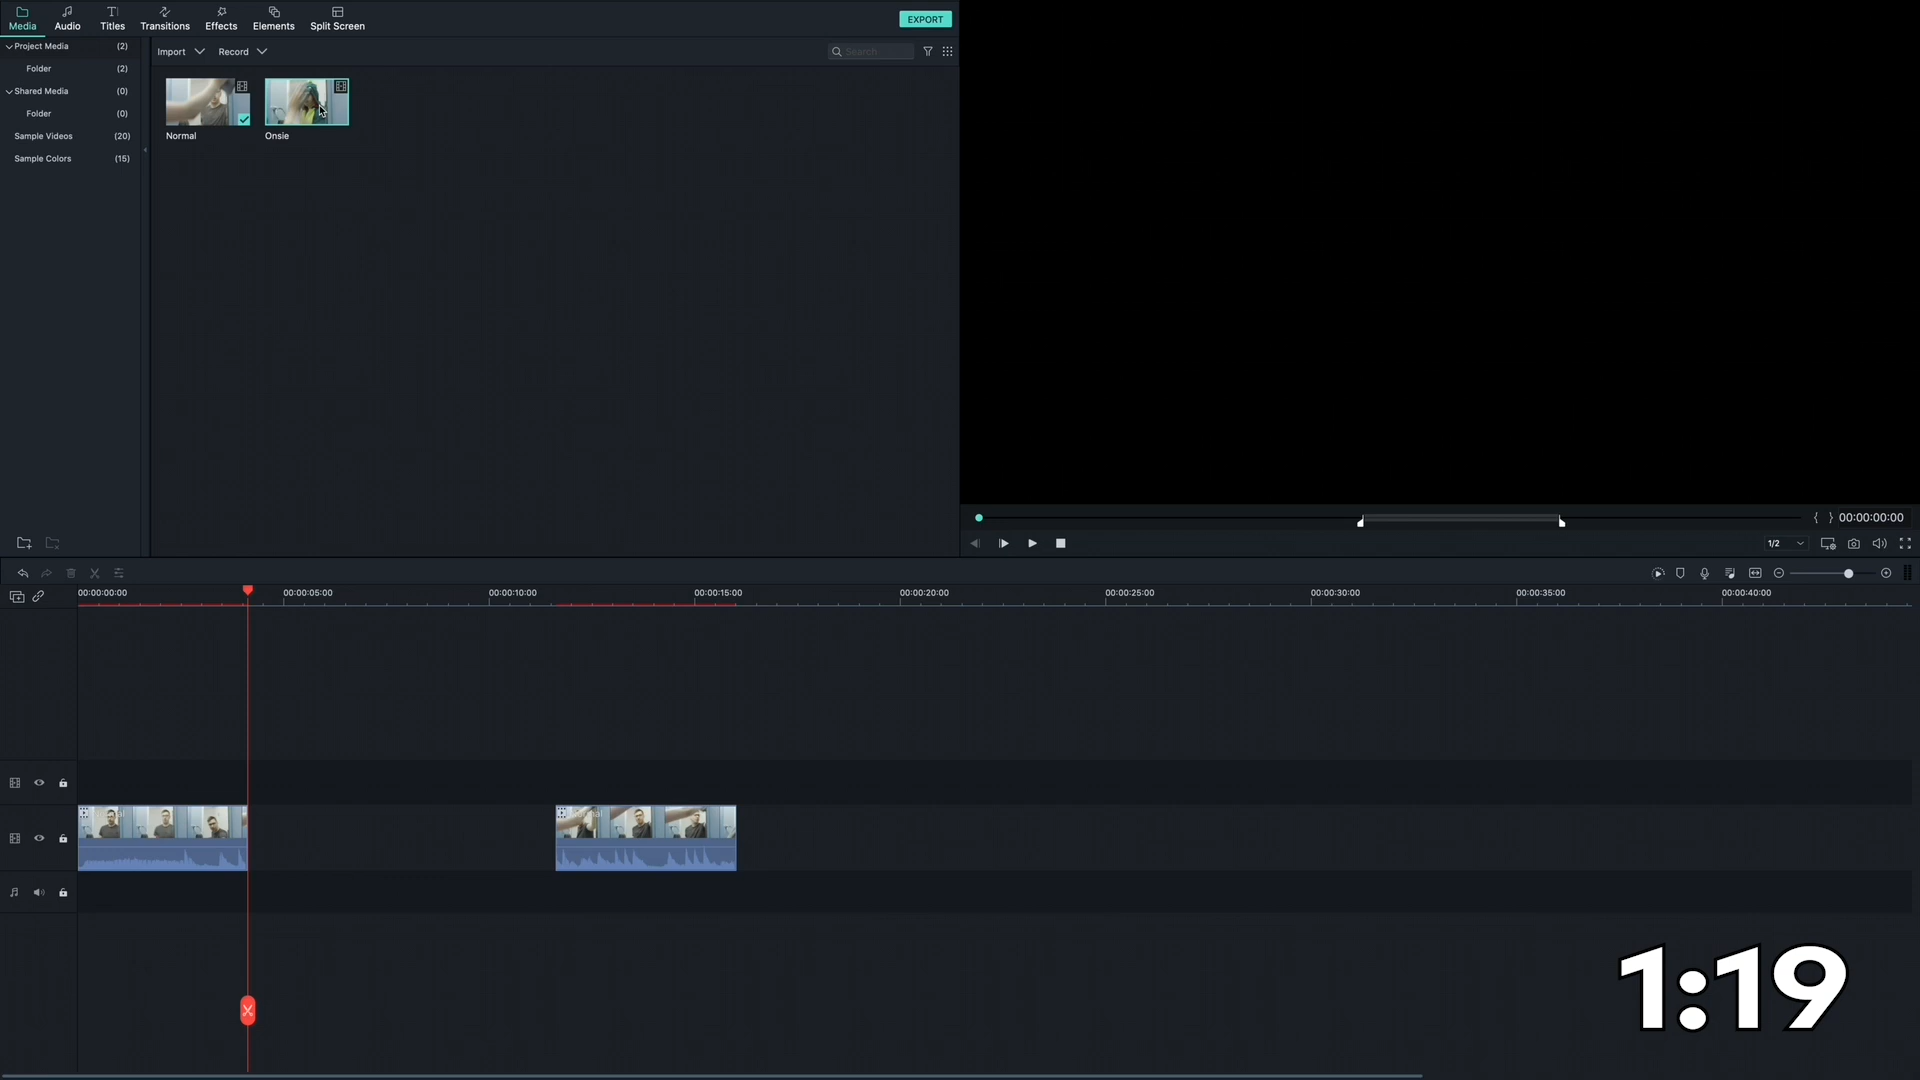 Media Audio Titles Transitions Effects Elements Split Screen EXPORT
Project Media (2)
Folder (2)
Shared Media (0)
Folder (0)
Sample Videos (20)
Sample Colors (15)
Import Record Search
Normal Onsie
00:00:00:00
1/2
00:00:00:00 00:00:05:00 00:00:10:00 00:00:15:00 00:00:20:00 00:00:25:00 00:00:30:00 00:00:35:00 00:00:40:00
1:19